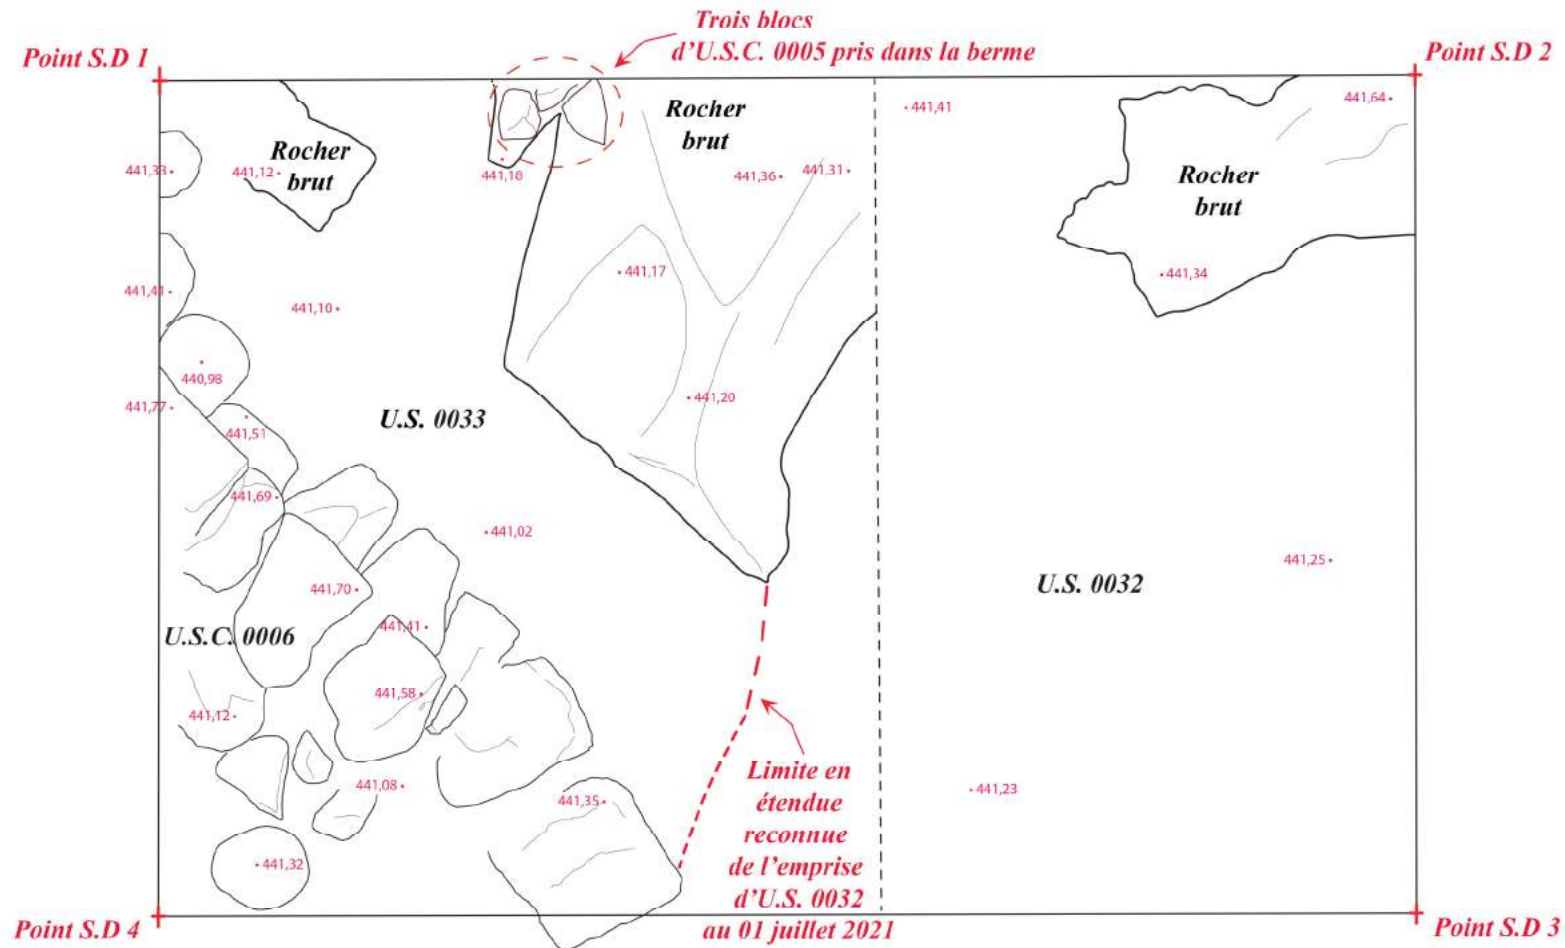 Trois blocs
d'U.S.C. 0005 pris dans la berme
Point S.D 1
Point S.D 2
Rocher
brut
441,41
441,64
Rocher
brut
441,33
441,12
441,10
441,36
441,31
Rocher
brut
441,17
441,34
441,41
441,10
440,98
441,77
441,20
441,51
U.S. 0033
441,69
441,02
441,25
441,70
U.S. 0032
441,41
U.S.C. 0006
441,58
441,12
441,08
441,35
441,23
Limite en
étendue
reconnue
de l'emprise
d'U.S. 0032
au 01 juillet 2021
441,32
Point S.D 4
Point S.D 3